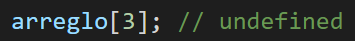 arreglo[3]; // undefined